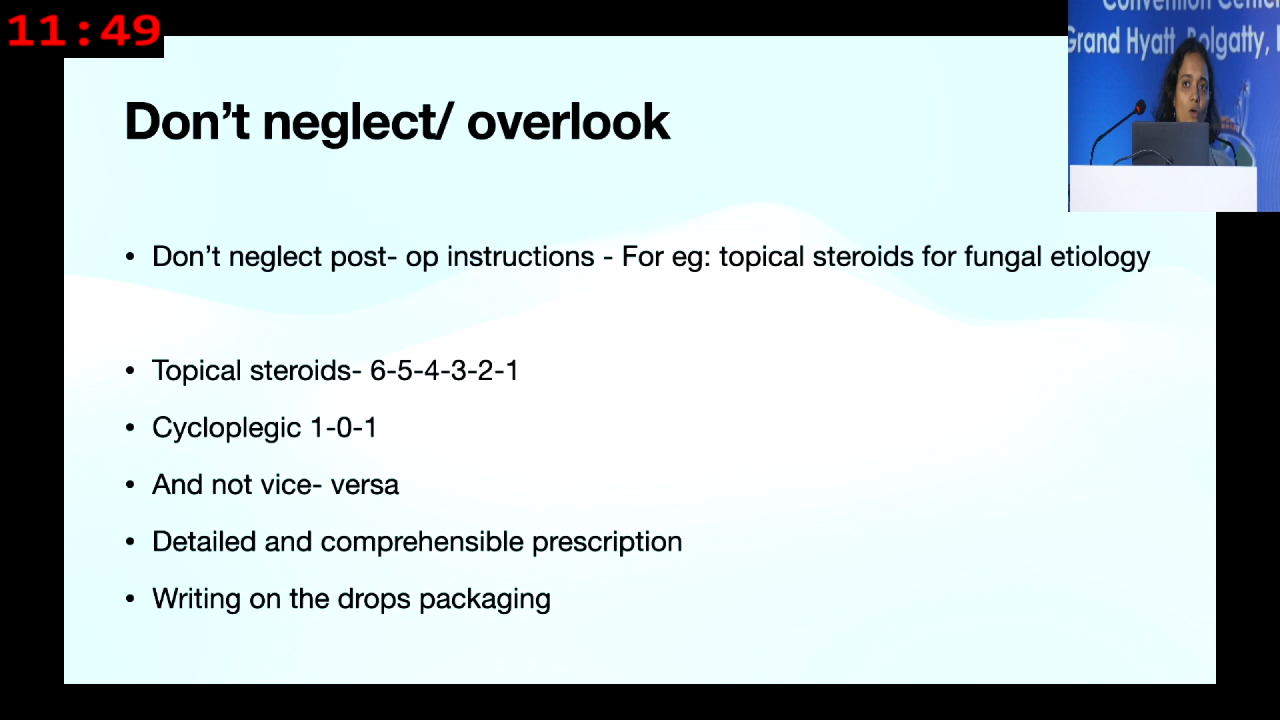 11:49
Convention Center
Grand Hyatt, Bolgatty,
Don't neglect/ overlook
• Don't neglect post- op instructions - For eg: topical steroids for fungal etiology
• Topical steroids- 6-5-4-3-2-1
• Cycloplegic 1-0-1
• And not vice- versa
• Detailed and comprehensible prescription
• Writing on the drops packaging